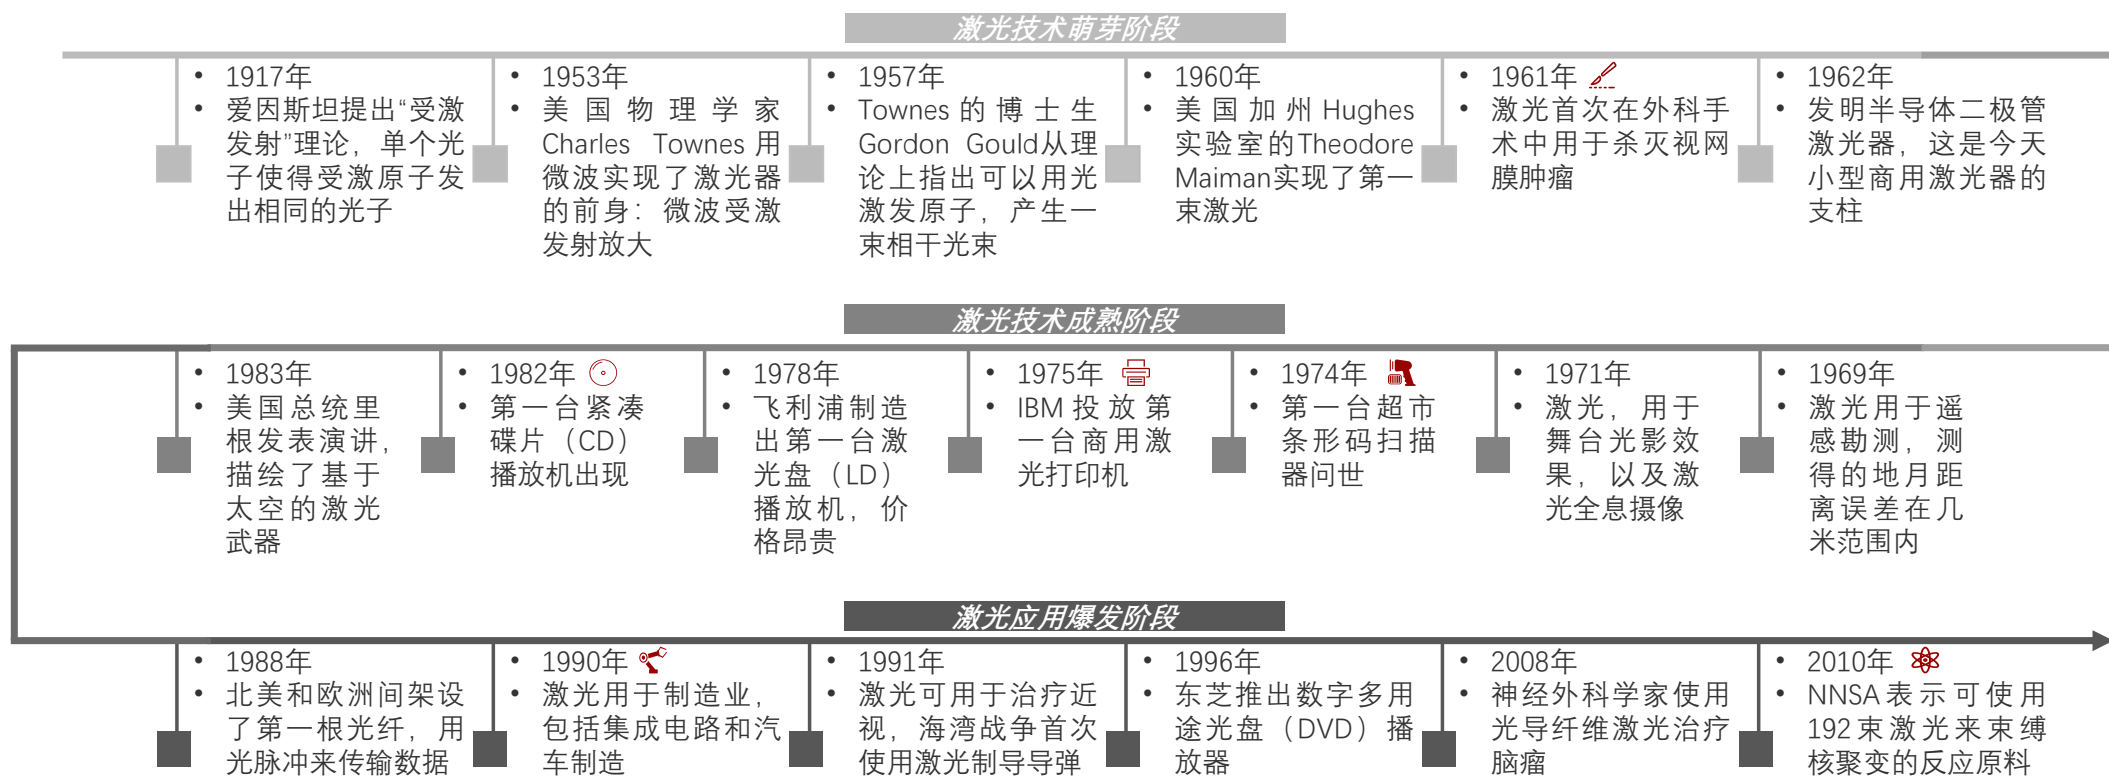 激光技术萌芽阶段
• 1917年
• 爱因斯坦提出“受激
发射”理论，单个光
子使得受激原子发
出相同的光子
• 1953年
• 美国物理学家
Charles Townes 用
微波实现了激光器
的前身：微波受激
发射放大
• 1957年
• Townes 的博士生
Gordon Gould从理
论上指出可以用光
激发原子，产生一
束相干光束
• 1960年
• 美国加州 Hughes
实验室的Theodore
Maiman实现了第一
束激光
• 1961年
• 激光首次在外科手
术中用于杀灭视网
膜肿瘤
• 1962年
• 发明半导体二极管
激光器，这是今天
小型商用激光器的
支柱
激光技术成熟阶段
• 1983年
• 美国总统里
根发表演讲，
描绘了基于
太空的激光
武器
• 1982年
• 第一台紧凑
碟片（CD）
播放机出现
• 1978年
• 飞利浦制造
出第一台激
光盘（LD）
播放机，价
格昂贵
• 1975年
• IBM 投放第
一台商用激
光打印机
• 1974年
• 第一台超市
条形码扫描
器问世
• 1971年
• 激光，用于
舞台光影效
果，以及激
光全息摄像
• 1969年
• 激光用于遥
感勘测，测
得的地月距
离误差在几
米范围内
激光应用爆发阶段
• 1988年
• 北美和欧洲间架设
了第一根光纤，用
光脉冲来传输数据
• 1990年
• 激光用于制造业，
包括集成电路和汽
车制造
• 1991年
• 激光可用于治疗近
视，海湾战争首次
使用激光制导导弹
• 1996年
• 东芝推出数字多用
途光盘（DVD）播
放器
• 2008年
• 神经外科学家使用
光导纤维激光治疗
脑瘤
• 2010年
• NNSA表示可使用
192束激光来束缚
核聚变的反应原料